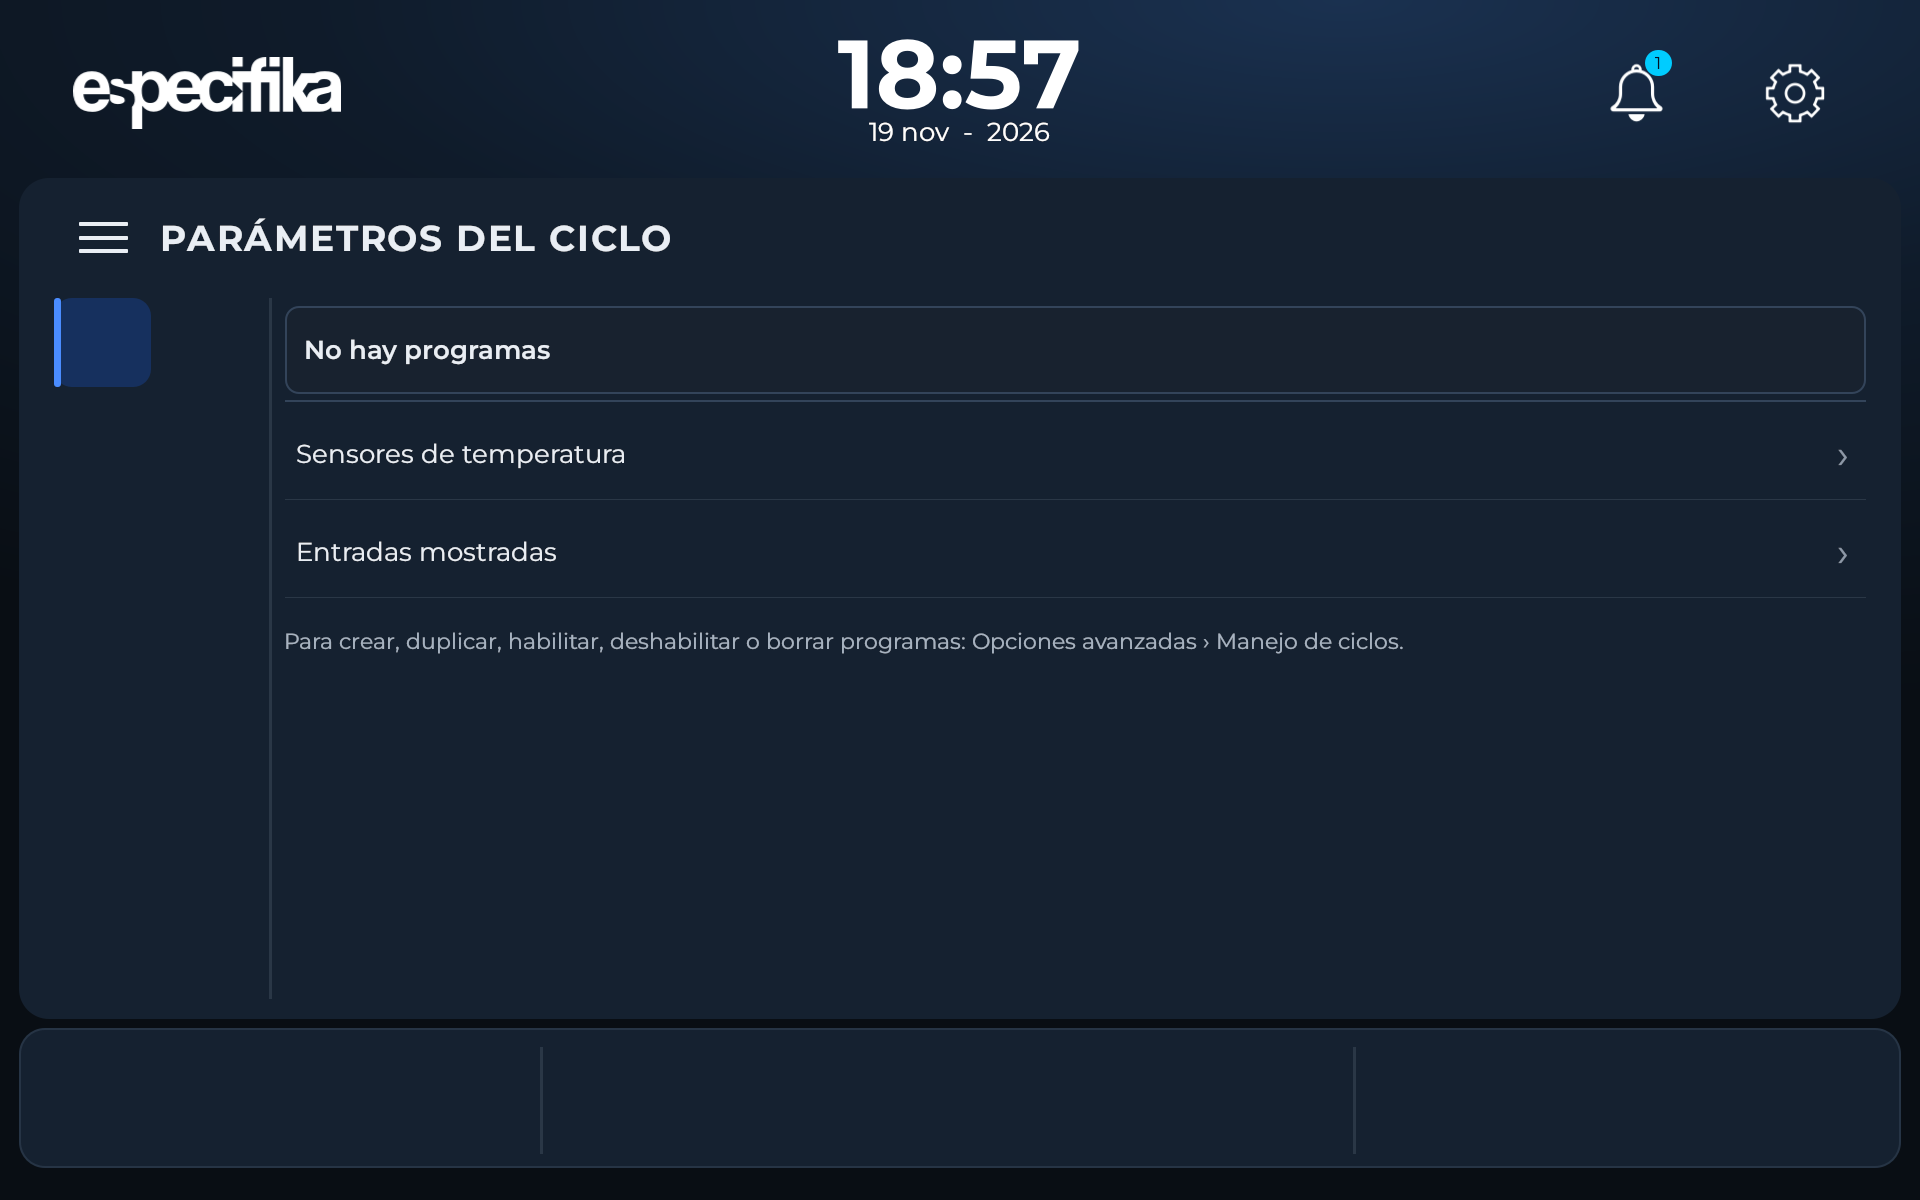 especifika
18:57
19 nov - 2026
1
PARÁMETROS DEL CICLO
No hay programas
Sensores de temperatura ›
Entradas mostradas ›
Para crear, duplicar, habilitar, deshabilitar o borrar programas: Opciones avanzadas › Manejo de ciclos.